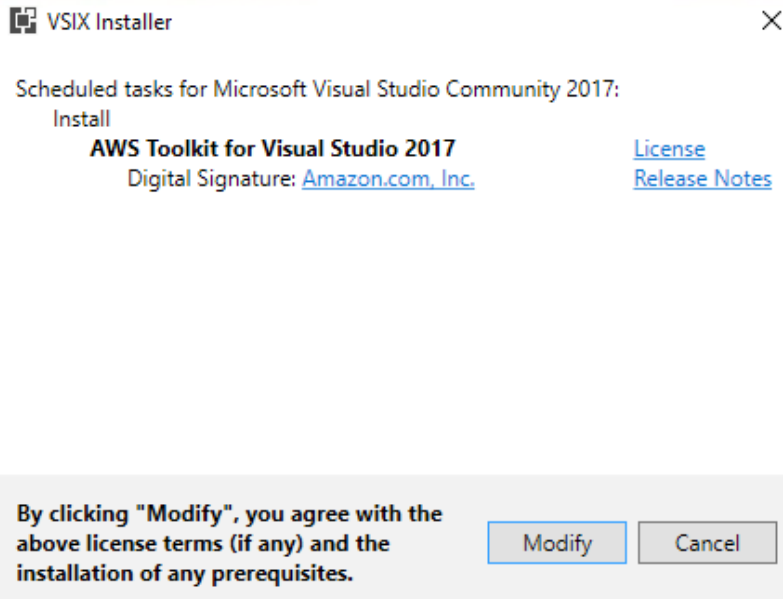 VSIX Installer
Scheduled tasks for Microsoft Visual Studio Community 2017:
Install
AWS Toolkit for Visual Studio 2017 License
Digital Signature: Amazon.com, Inc. Release Notes
By clicking "Modify", you agree with the
above license terms (if any) and the
installation of any prerequisites.
Modify Cancel